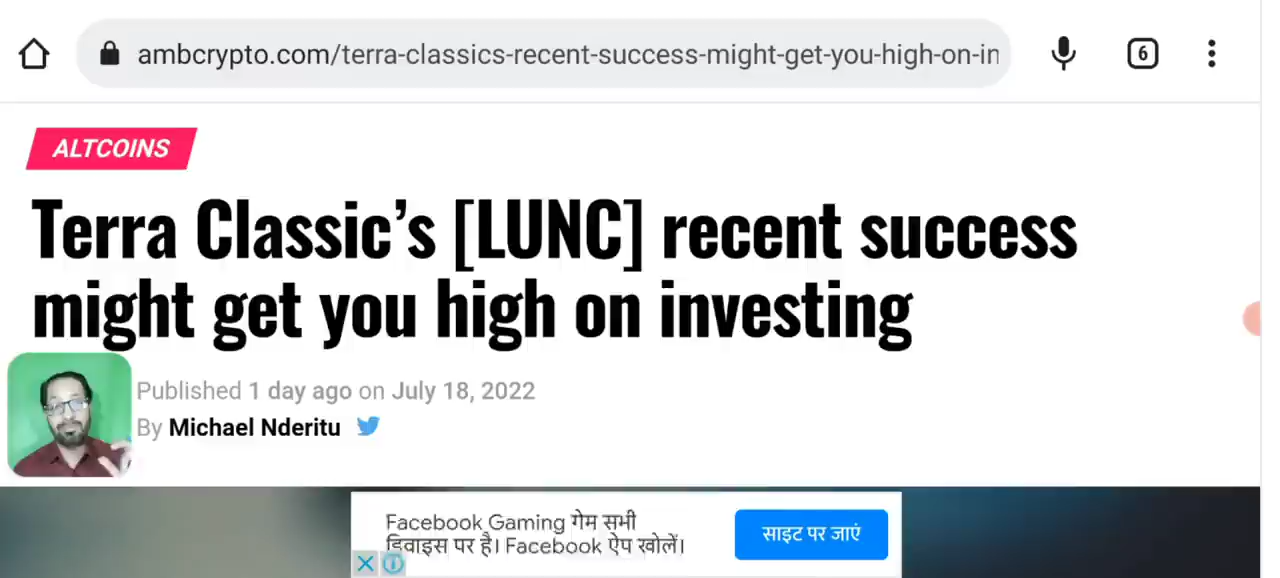 ambcrypto.com/terra-classics-recent-success-might-get-you-high-on-in
6
ALTCOINS
Terra Classic’s [LUNC] recent success
might get you high on investing
Published 1 day ago on July 18, 2022
By Michael Nderitu
Facebook Gaming गेम सभी
डिवाइस पर है। Facebook ऐप खोलें।
साइट पर जाएं